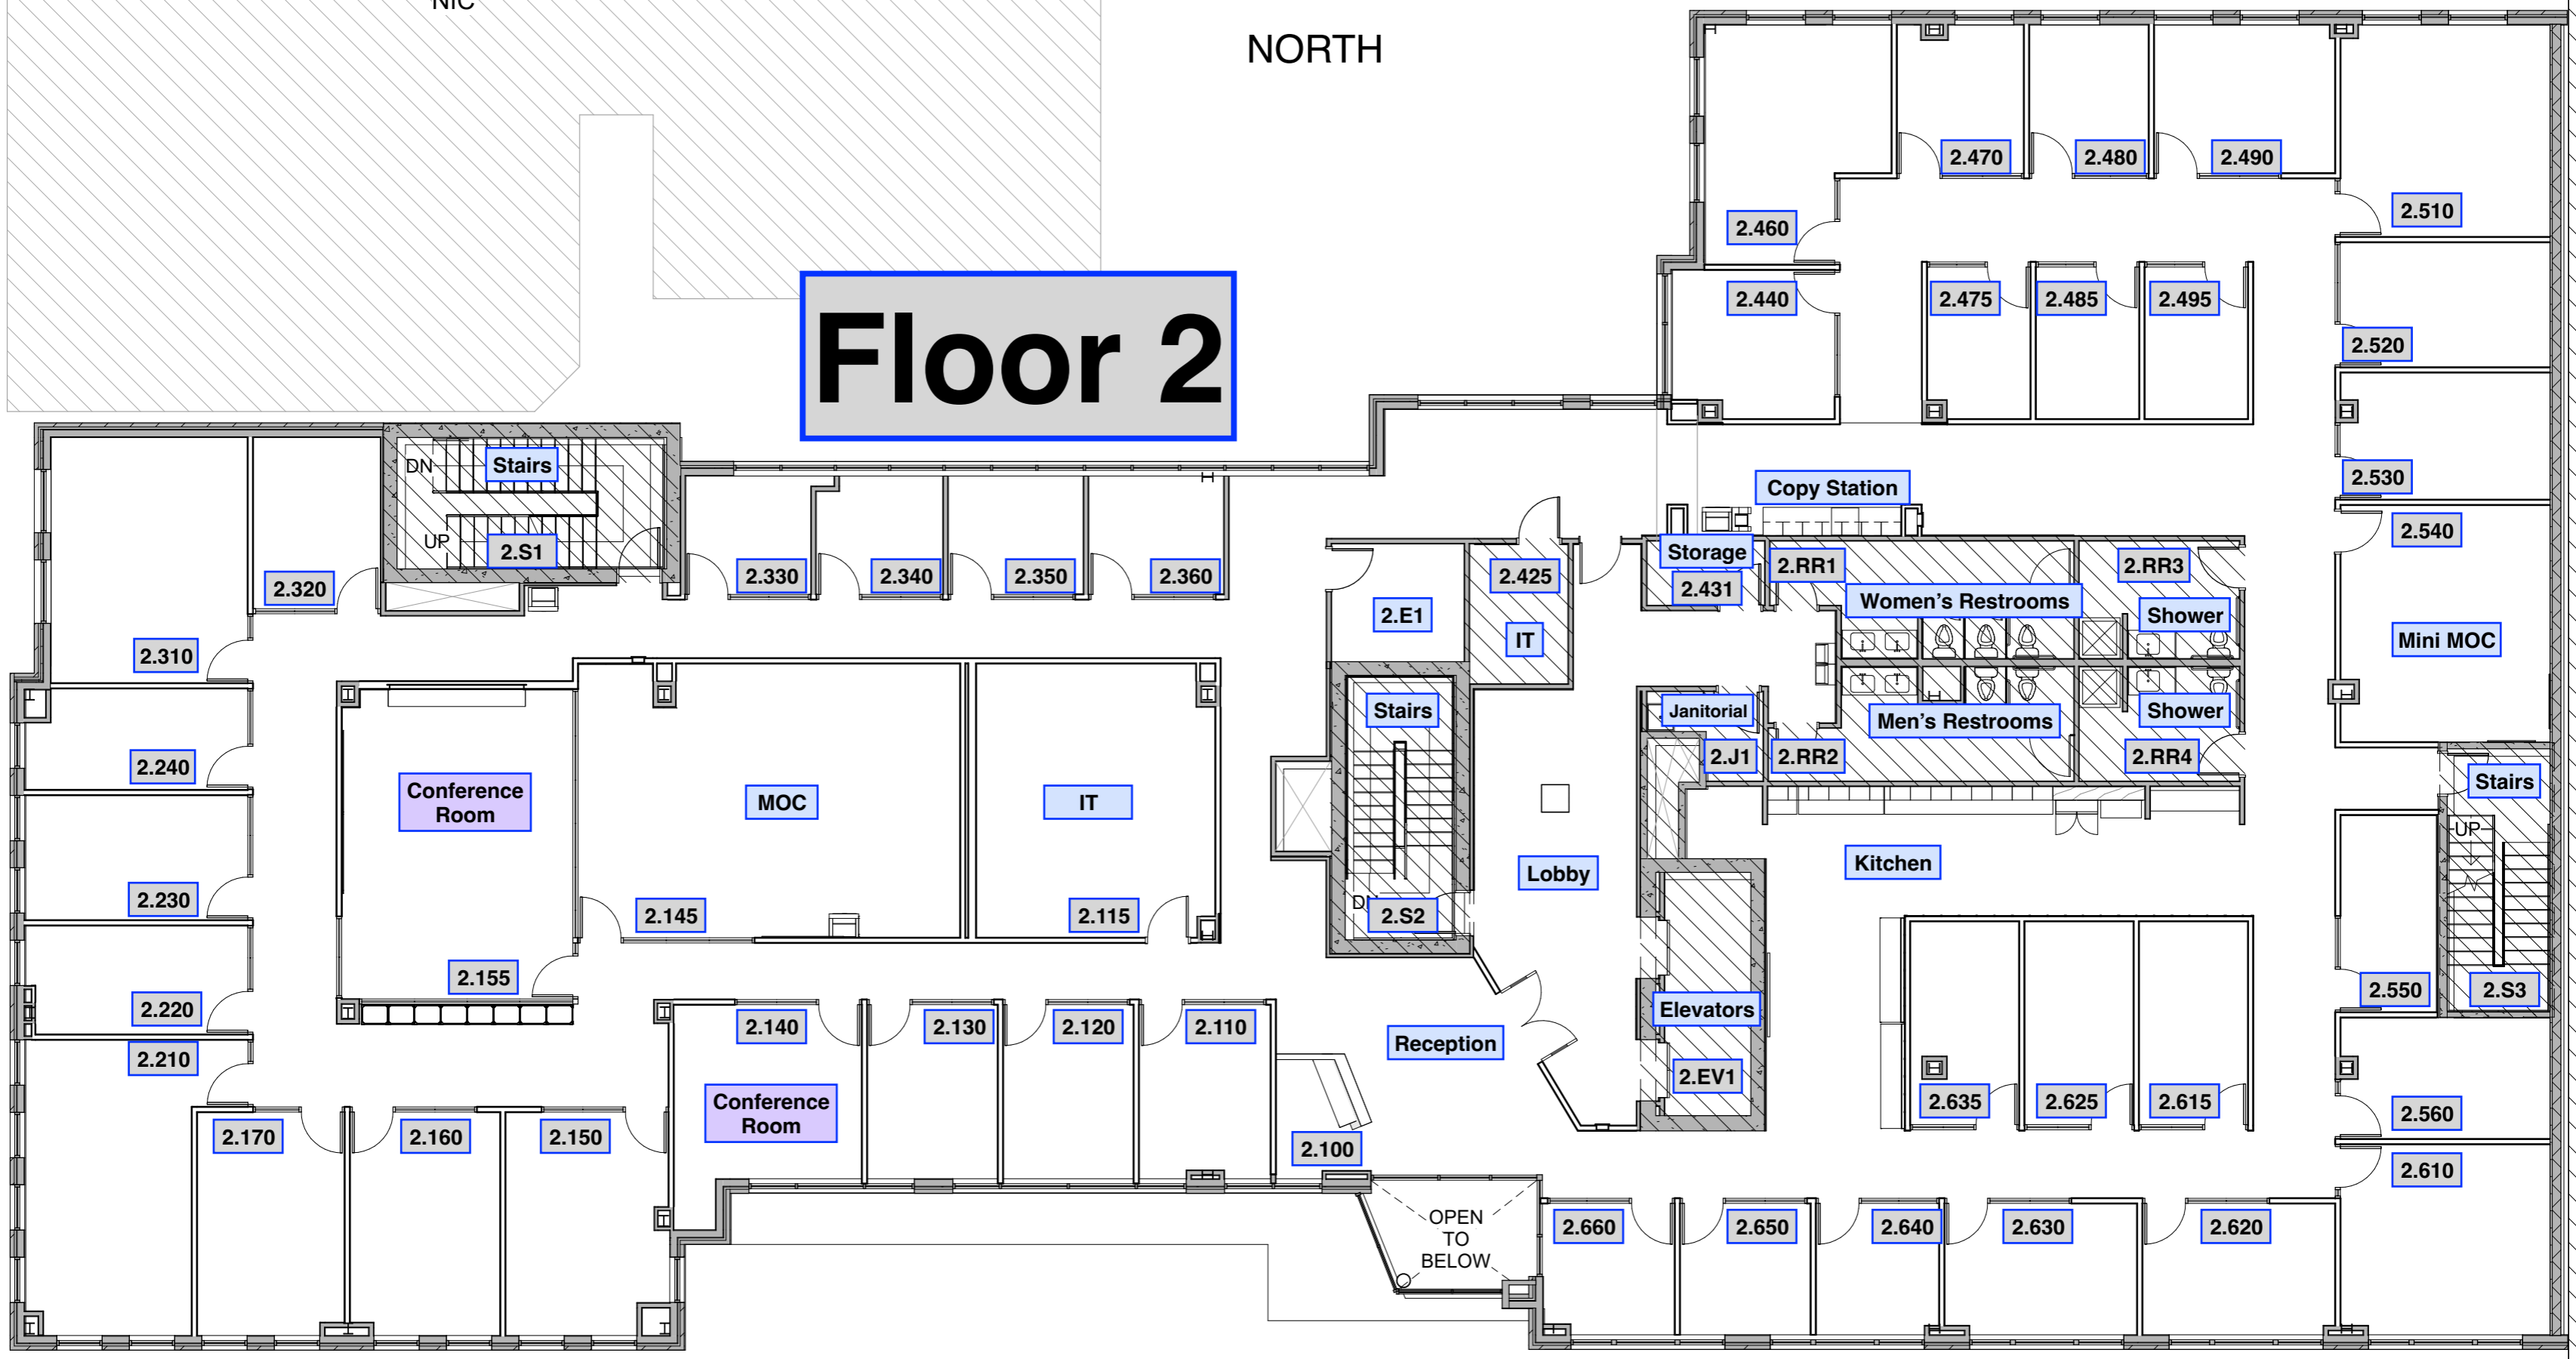 NIC
NORTH
Floor 2
2.470
2.480
2.490
2.510
2.460
2.440
2.475
2.485
2.495
2.520
2.530
2.540
Mini MOC
Copy Station
DN
Stairs
UP
2.S1
2.320
2.310
2.330
2.340
2.350
2.360
2.E1
2.425
IT
Storage
2.431
2.RR1
Women's Restrooms
2.RR3
Shower
Stairs
Janitorial
2.J1
2.RR2
Men's Restrooms
Shower
2.RR4
2.240
2.230
2.220
2.210
Conference
Room
2.155
MOC
2.145
IT
2.115
2.S2
Lobby
Kitchen
Stairs
UP
2.S3
2.550
2.140
2.130
2.120
2.110
Conference
Room
Reception
2.100
Elevators
2.EV1
2.635
2.625
2.615
2.560
2.610
2.170
2.160
2.150
OPEN
TO
BELOW
2.660
2.650
2.640
2.630
2.620